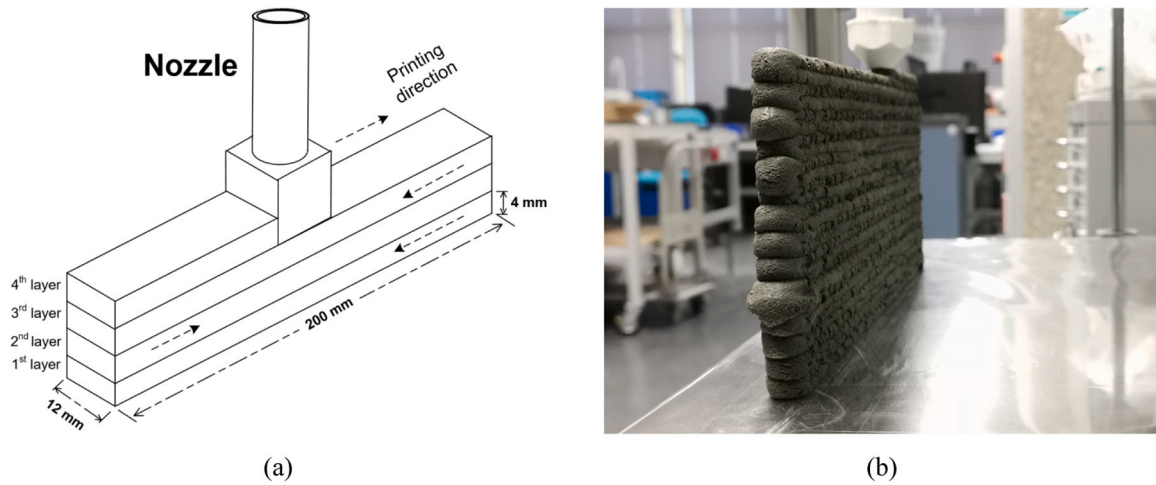 Nozzle
Printing
direction
4 mm
4th layer
3rd layer
2nd layer
1st layer
200 mm
12 mm
(a)
(b)